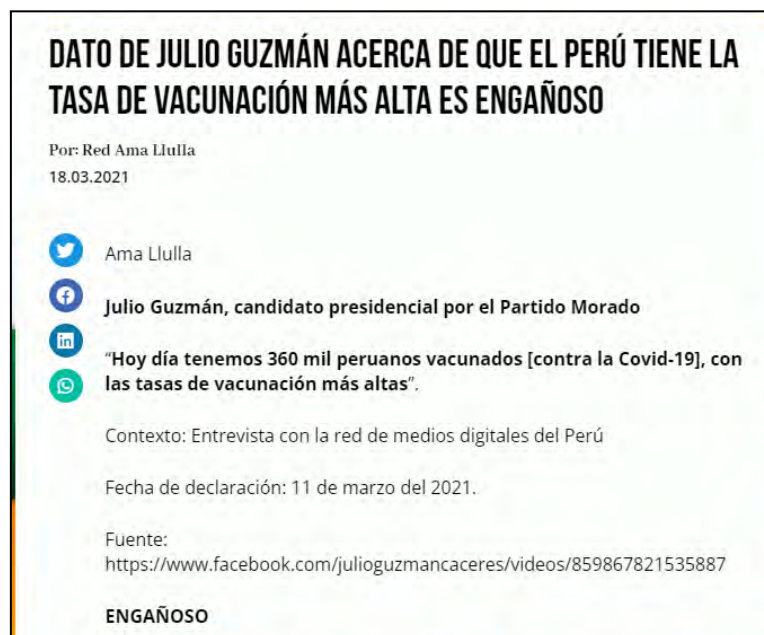 DATO DE JULIO GUZMÁN ACERCA DE QUE EL PERÚ TIENE LA
TASA DE VACUNACIÓN MÁS ALTA ES ENGAÑOSO
Por: Red Ama Llulla
18.03.2021
Ama Llulla
Julio Guzmán, candidato presidencial por el Partido Morado
“Hoy día tenemos 360 mil peruanos vacunados [contra la Covid-19], con
las tasas de vacunación más altas”.
Contexto: Entrevista con la red de medios digitales del Perú
Fecha de declaración: 11 de marzo del 2021.
Fuente:
https://www.facebook.com/julioguzmancaceres/videos/859867821535887
ENGAÑOSO